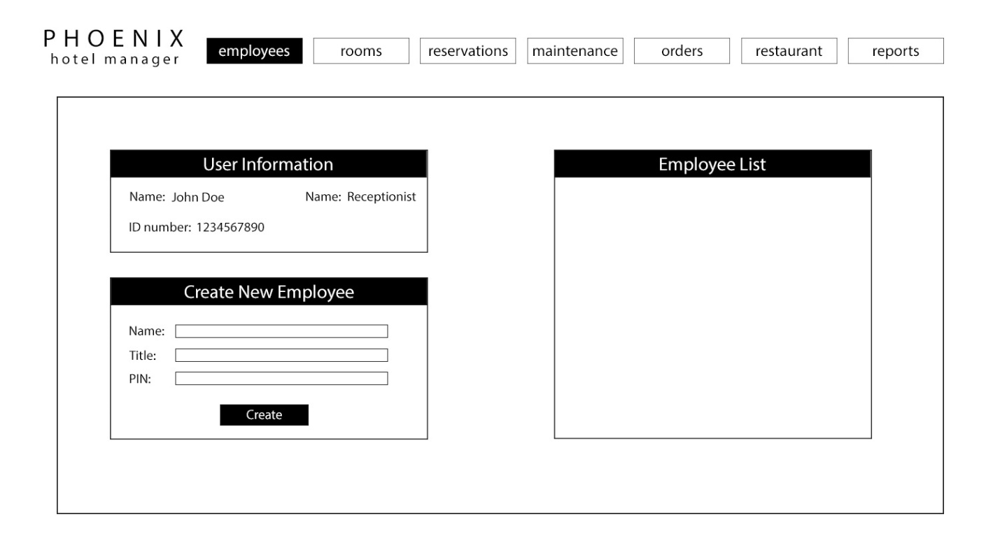 PHOENIX
hotel manager
employees rooms reservations maintenance orders restaurant reports
User Information
Name: John Doe Name: Receptionist
ID number: 1234567890
Create New Employee
Name:
Title:
PIN:
Create
Employee List